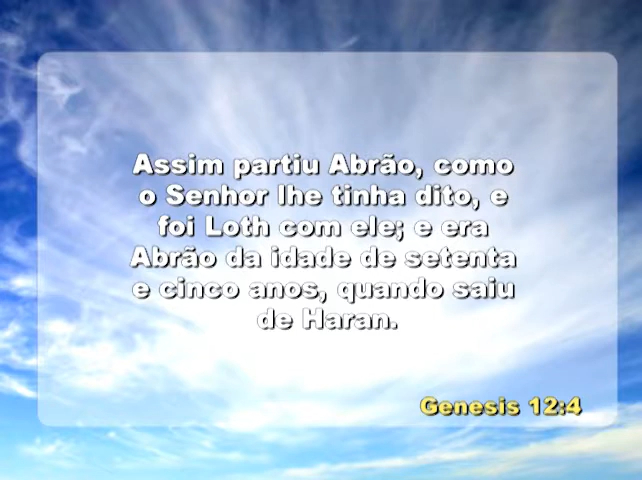 Assim partiu Abrão, como
o Senhor lhe tinha dito, e
foi Loth com ele; e era
Abrão da idade de setenta
e cinco anos, quando saiu
de Haran.
Genesis 12:4